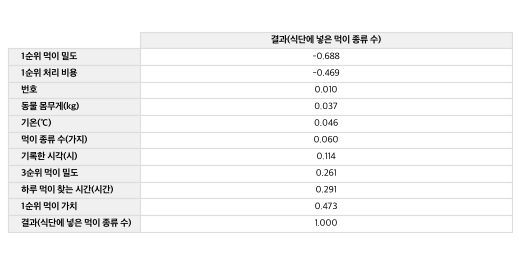 결과(식단에 넣은 먹이 종류 수)
1순위 먹이 밀도 -0.688
1순위 처리 비용 -0.469
번호 0.010
동물 몸무게(kg) 0.037
기온(℃) 0.046
먹이 종류 수(가지) 0.060
기록한 시각(시) 0.114
3순위 먹이 밀도 0.261
하루 먹이 찾는 시간(시간) 0.291
1순위 먹이 가치 0.473
결과(식단에 넣은 먹이 종류 수) 1.000